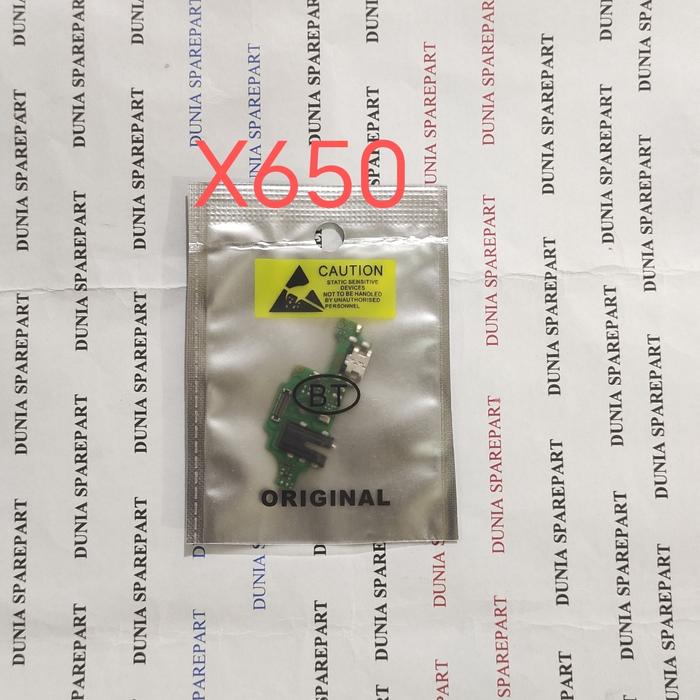 DUNIA SPAREPART
X650
CAUTION
STATIC SENSITIVE
DEVICES
NOT TO BE HANDLED
BY UNAUTHORISED
PERSONNEL
BT
ORIGINAL